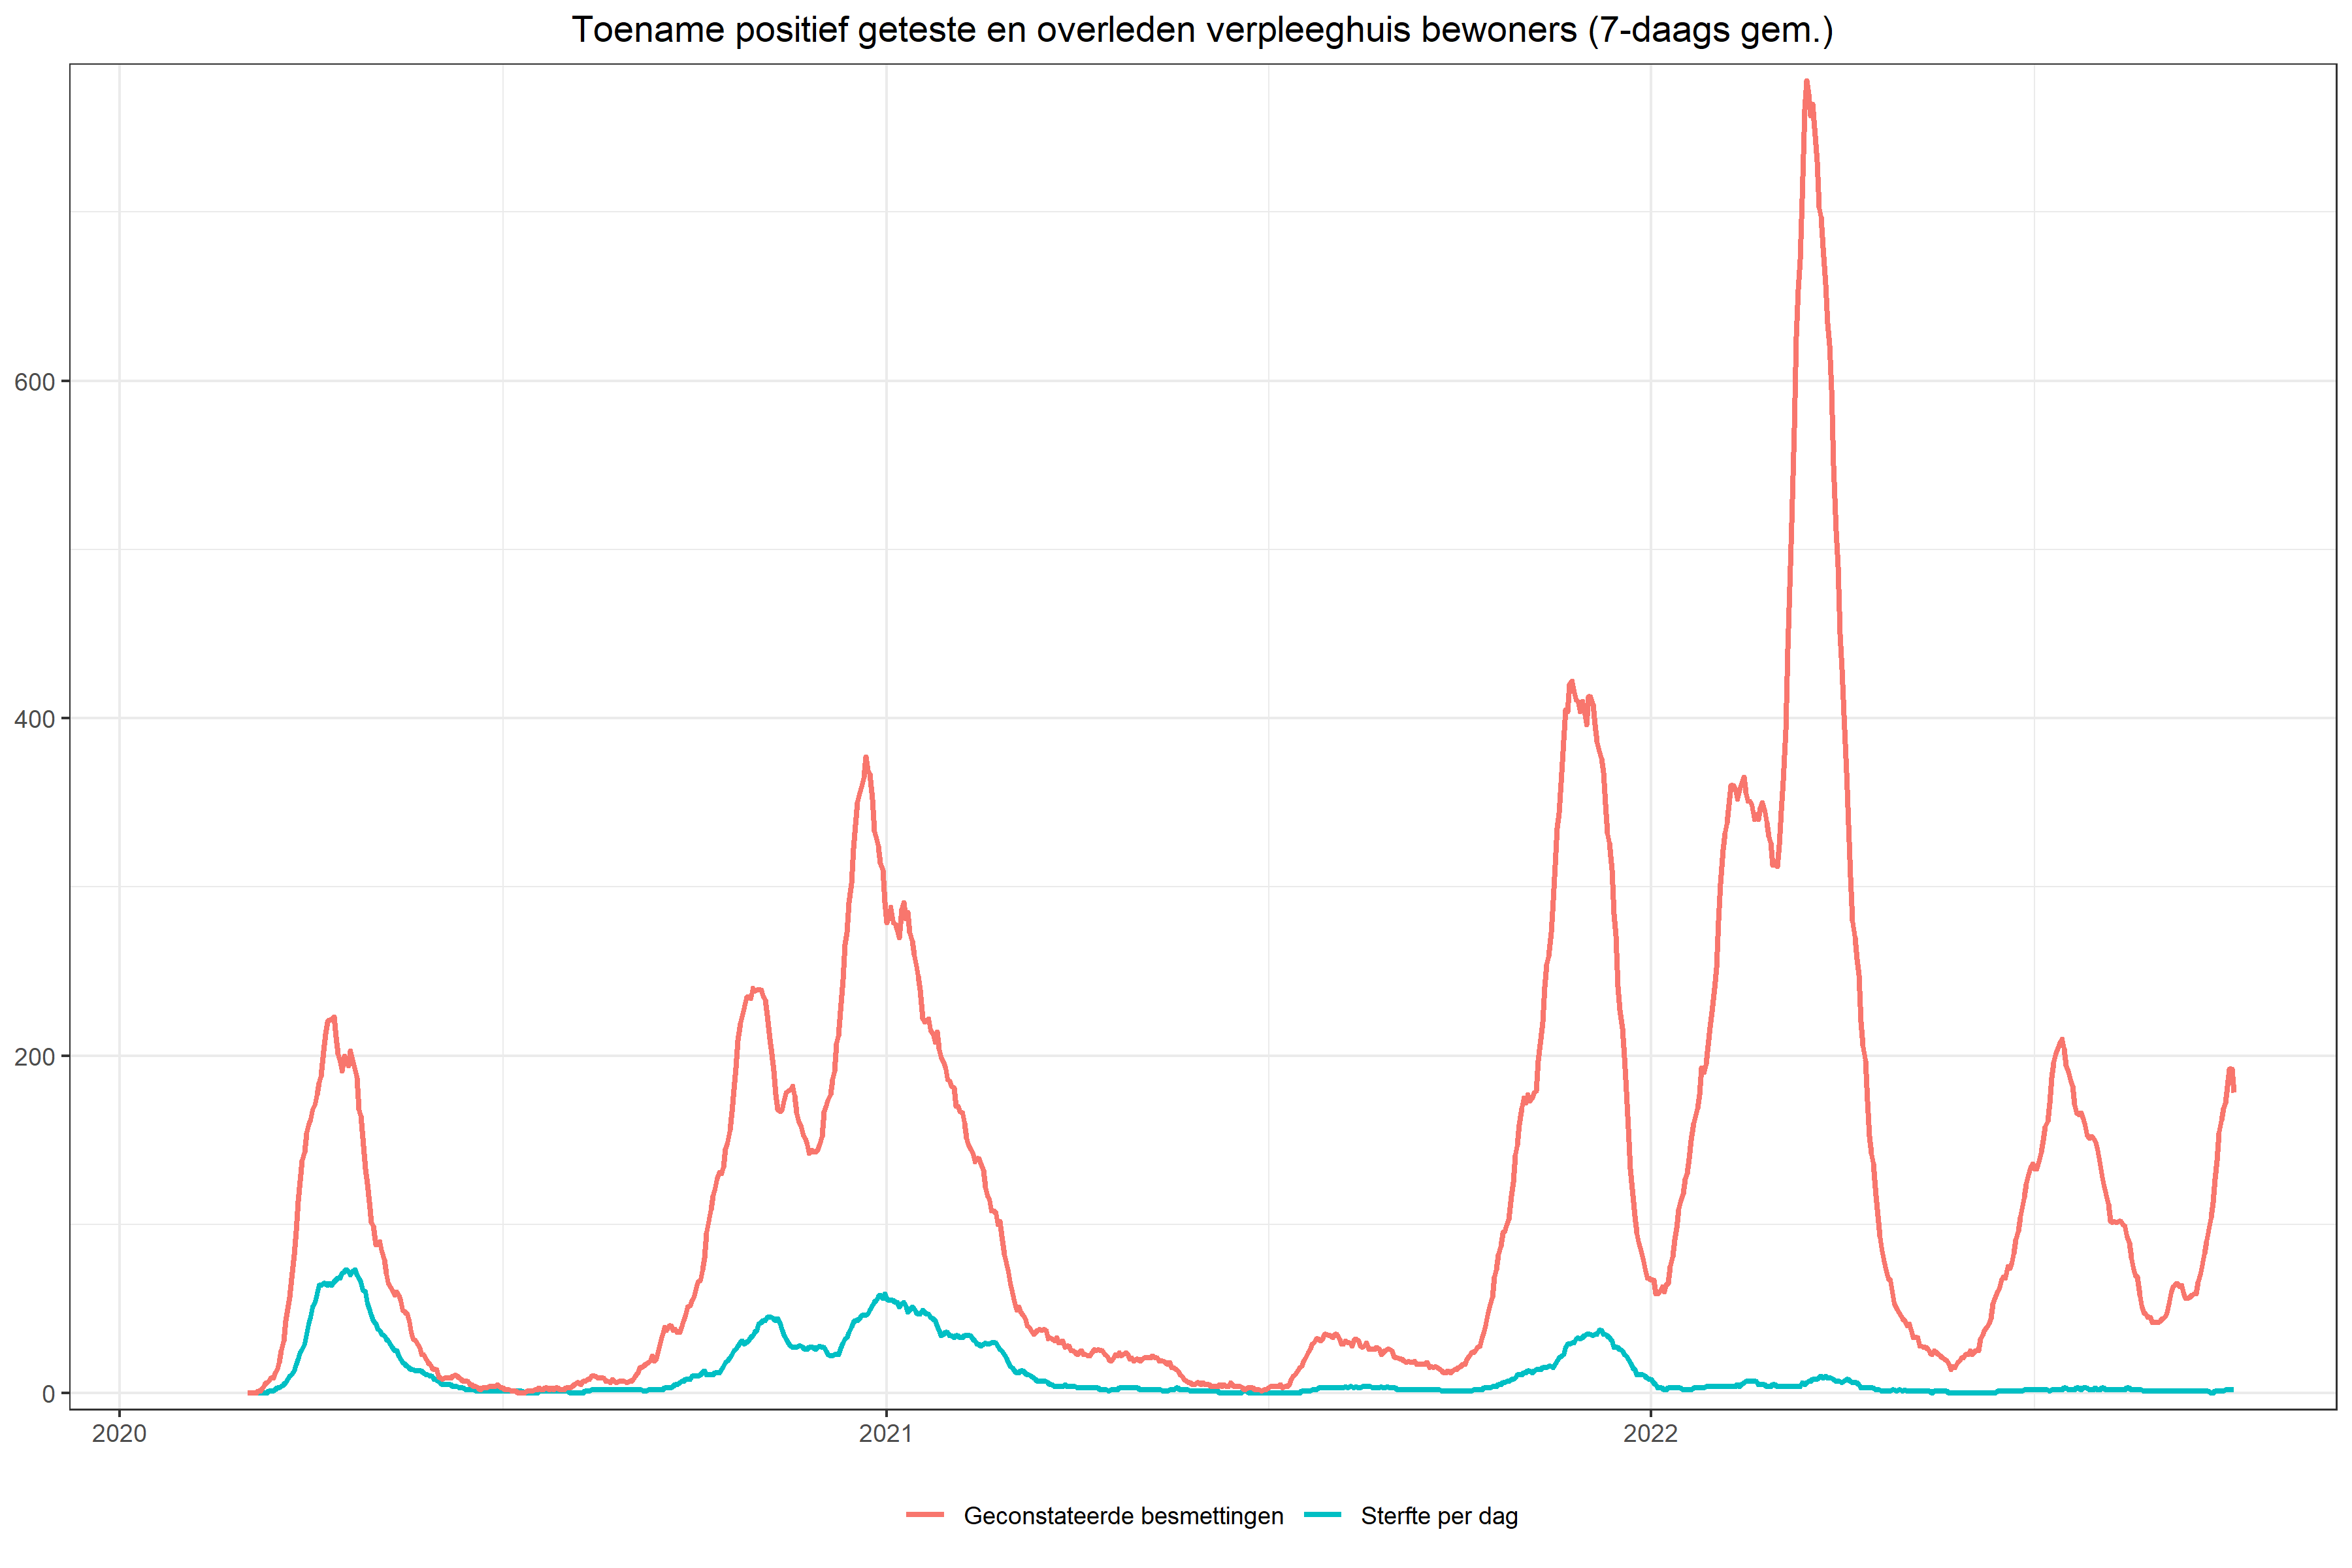 Toename positief geteste en overleden verpleeghuis bewoners (7-daags gem.)
600
400
200
0
2020 2021 2022
Geconstateerde besmettingen Sterfte per dag